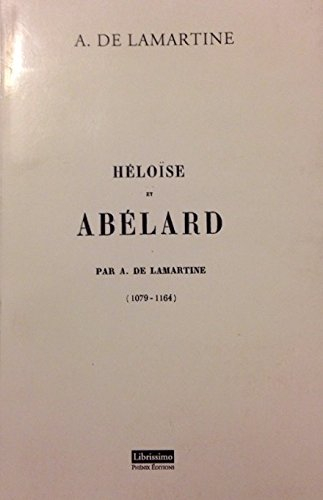 A. DE LAMARTINE
HÉLOÏSE
ET
ABÉLARD
PAR A. DE LAMARTINE
(1079-1164)
Librissimo
PHÉNIX ÉDITIONS